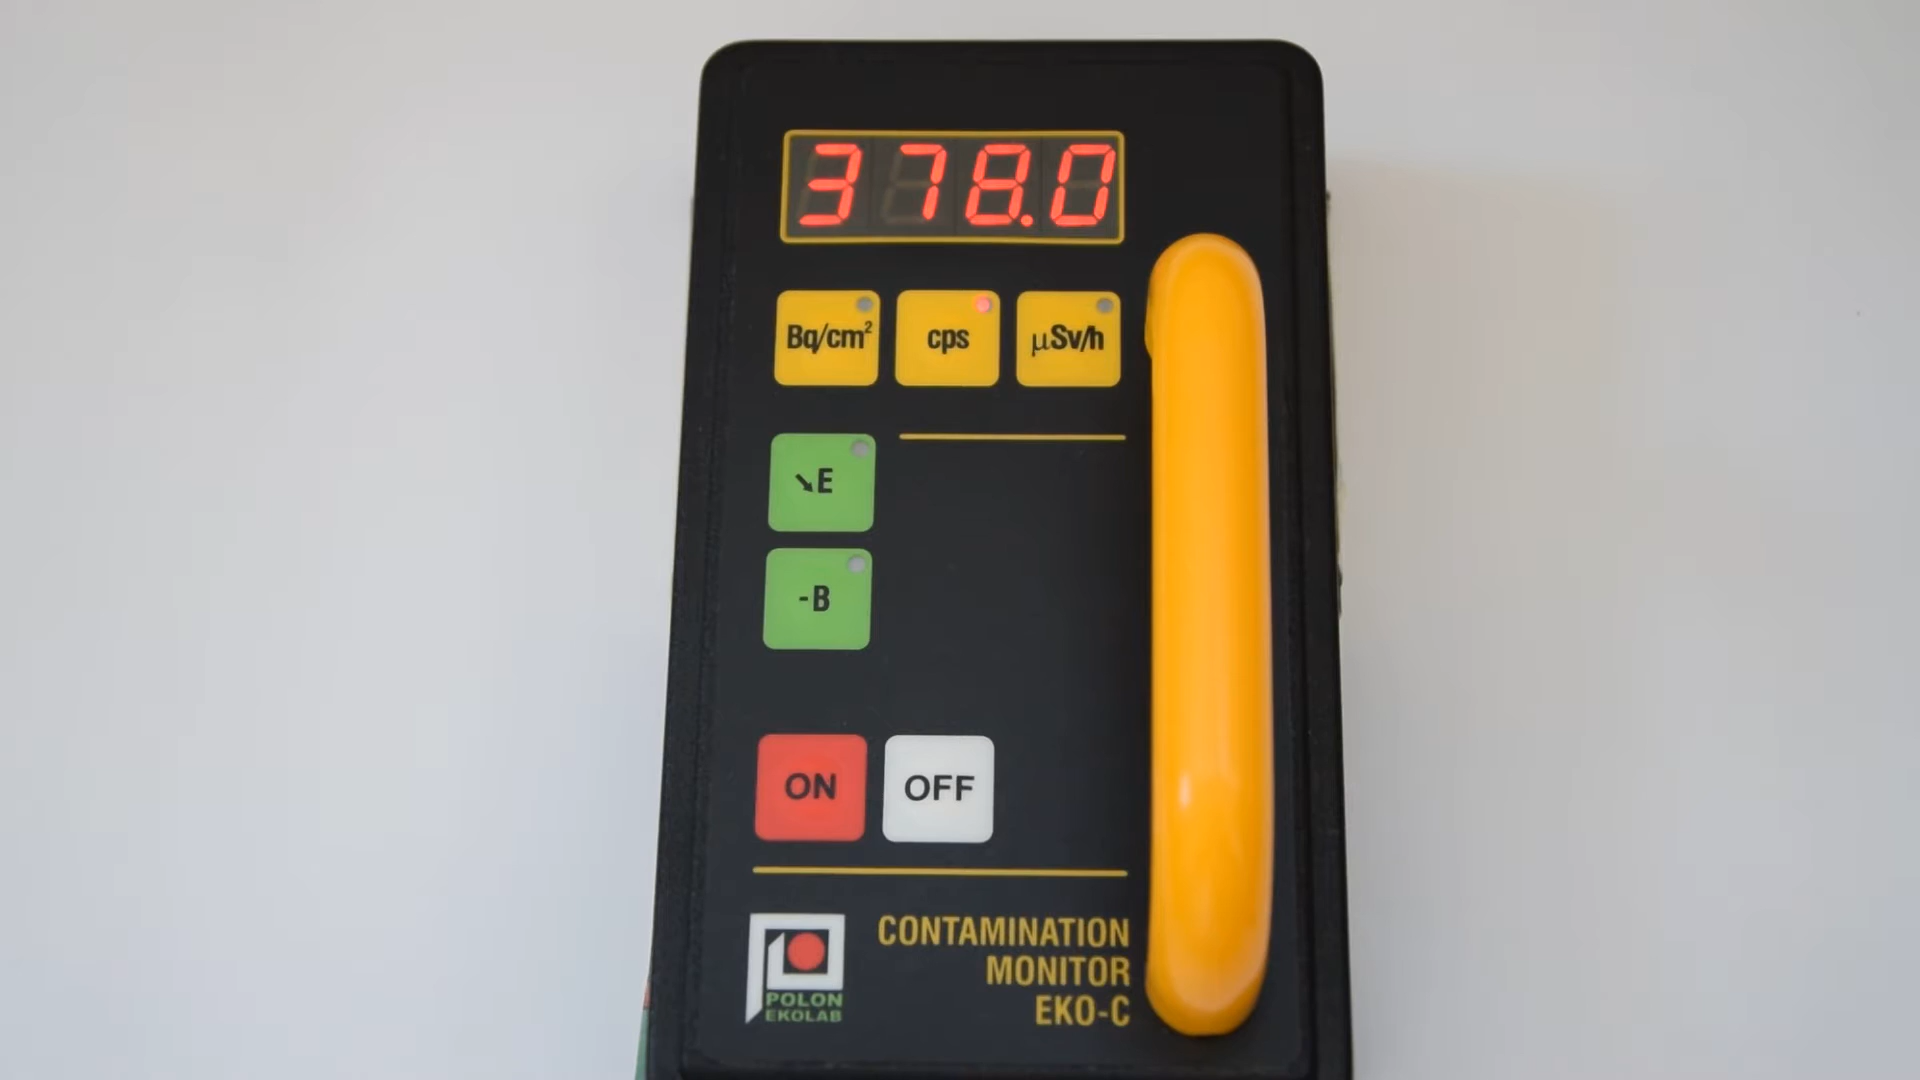 378.0
Bq/cm² cps µSv/h
↘E
-B
ON OFF
POLON
EKOLAB
CONTAMINATION
MONITOR
EKO-C